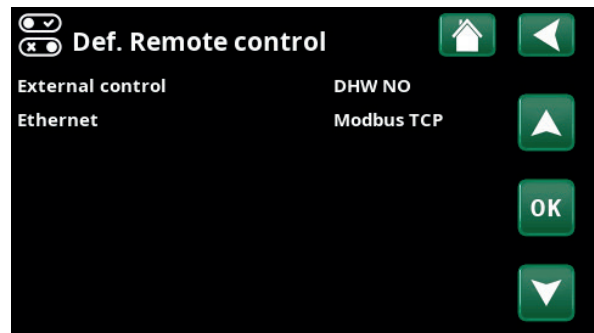 Def. Remote control
External control DHW NO
Ethernet Modbus TCP
OK